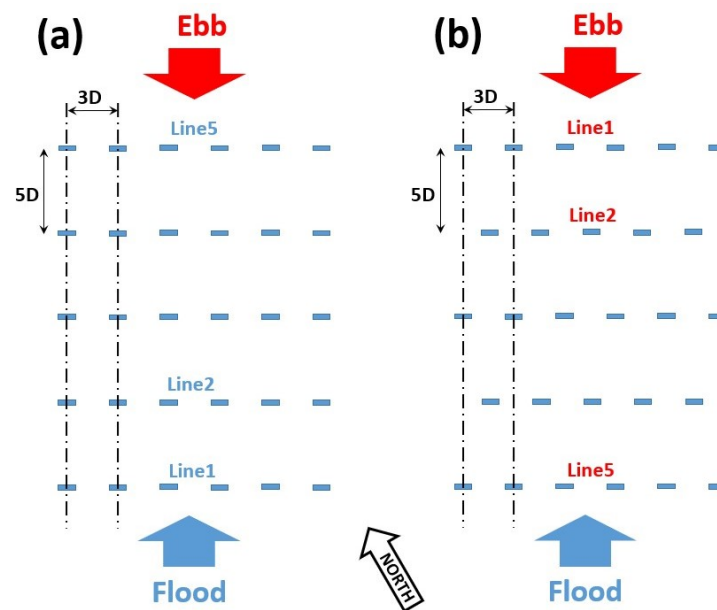 (a)
Ebb
3D
Line5
5D
Line2
Line1
Flood
NORTH
(b)
Ebb
3D
Line1
5D
Line2
Line5
Flood